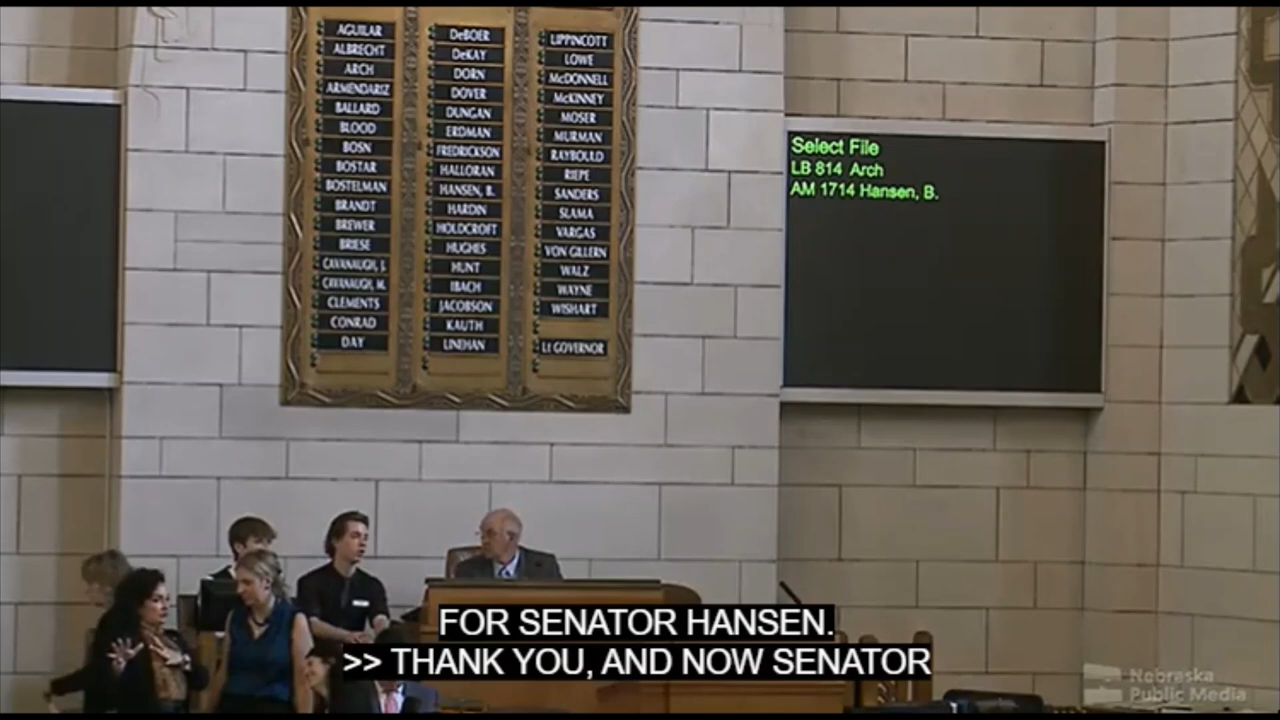 AGUILAR
ALBRECHT
ARCH
ARMENDARIZ
BALLARD
BLOOD
BOSN
BOSTAR
BOSTELMAN
BRANDT
BREWER
BRIESE
CAVANAUGH, J.
CAVANAUGH, M.
CLEMENTS
CONRAD
DAY
DeBOER
DeKAY
DORN
DOVER
DUNGAN
ERDMAN
FREDRICKSON
HALLORAN
HANSEN, B.
HARDIN
HOLDCROFT
HUGHES
HUNT
IBACH
JACOBSON
KAUTH
LINEHAN
LIPPINCOTT
LOWE
McDONNELL
McKINNEY
MOSER
MURMAN
RAYBOULD
RIEPE
SANDERS
SLAMA
VARGAS
VON GILLERN
WALZ
WAYNE
WISHART
Lt GOVERNOR
Select File
LB 814 Arch
AM 1714 Hansen, B.
FOR SENATOR HANSEN.
>> THANK YOU, AND NOW SENATOR
Nebraska
Public Media